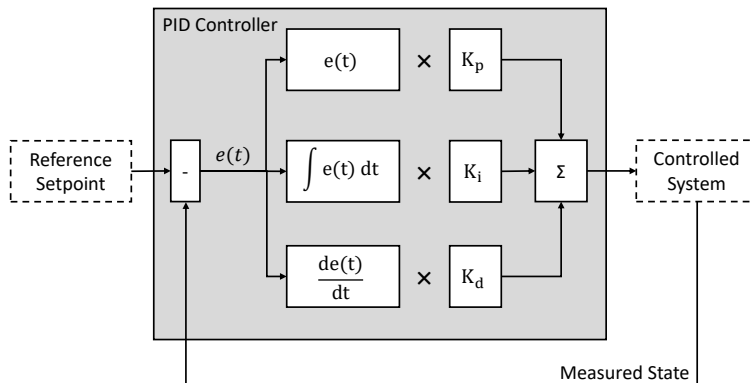 PID Controller
e(t) × K_p
Reference
Setpoint
-
e(t)
∫ e(t) dt × K_i
Σ
Controlled
System
de(t)
dt
× K_d
Measured State